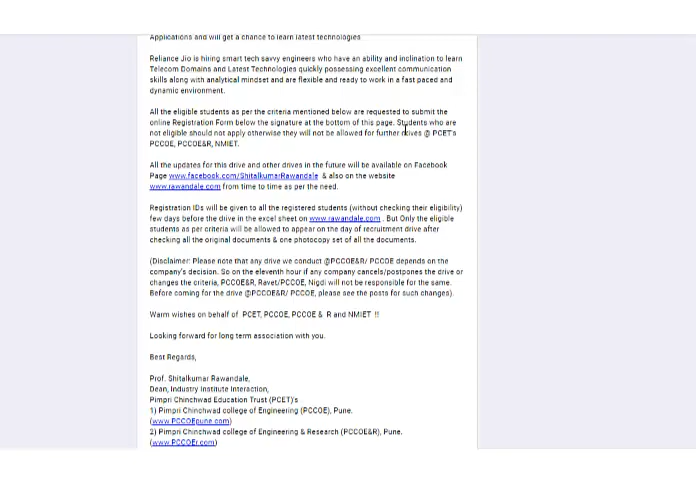 Applications and will get a chance to learn latest technologies
Reliance Jio is hiring smart tech savvy engineers who have an ability and inclination to learn
Telecom Domains and Latest Technologies quickly possessing excellent communication
skills along with analytical mindset and are flexible and ready to work in a fast paced and
dynamic environment.
All the eligible students as per the criteria mentioned below are requested to submit the
online Registration Form below the signature at the bottom of this page. Students who are
not eligible should not apply otherwise they will not be allowed for further drives @ PCET's
PCCOE, PCCOE&R, NMIET.
All the updates for this drive and other drives in the future will be available on Facebook
Page www.facebook.com/ShitalkumarRawandale & also on the website
www.rawandale.com from time to time as per the need.
Registration IDs will be given to all the registered students (without checking their eligibility)
few days before the drive in the excel sheet on www.rawandale.com . But Only the eligible
students as per criteria will be allowed to appear on the day of recruitment drive after
checking all the original documents & one photocopy set of all the documents.
(Disclaimer: Please note that any drive we conduct @PCCOE&R/ PCCOE depends on the
company's decision. So on the eleventh hour if any company cancels/postpones the drive or
changes the criteria, PCCOE&R, Ravet/PCCOE, Nigdi will not be responsible for the same.
Before coming for the drive @PCCOE&R/ PCCOE, please see the posts for such changes).
Warm wishes on behalf of PCET, PCCOE, PCCOE & R and NMIET !!
Looking forward for long term association with you.
Best Regards,
Prof. Shitalkumar Rawandale,
Dean, Industry Institute Interaction,
Pimpri Chinchwad Education Trust (PCET)'s
1) Pimpri Chinchwad college of Engineering (PCCOE), Pune.
(www.PCCOEpune.com)
2) Pimpri Chinchwad college of Engineering & Research (PCCOE&R), Pune.
(www.PCCOEr.com)